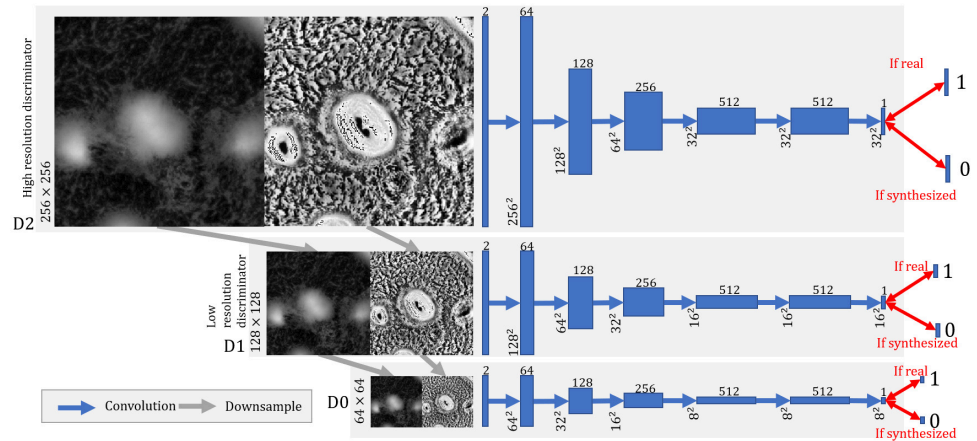 High resolution discriminator
256 × 256
D2
2
64
256²
128
128²
256
64²
512
32²
512
32²
1
32²
If real
1
0
If synthesized
Low
resolution
discriminator
128 × 128
D1
2
64
128²
128
64²
256
32²
512
16²
512
16²
1
16²
If real
1
0
If synthesized
D0
64 × 64
2
64
64²
128
32²
256
16²
512
8²
512
8²
1
8²
If real
1
0
If synthesized
Convolution
Downsample